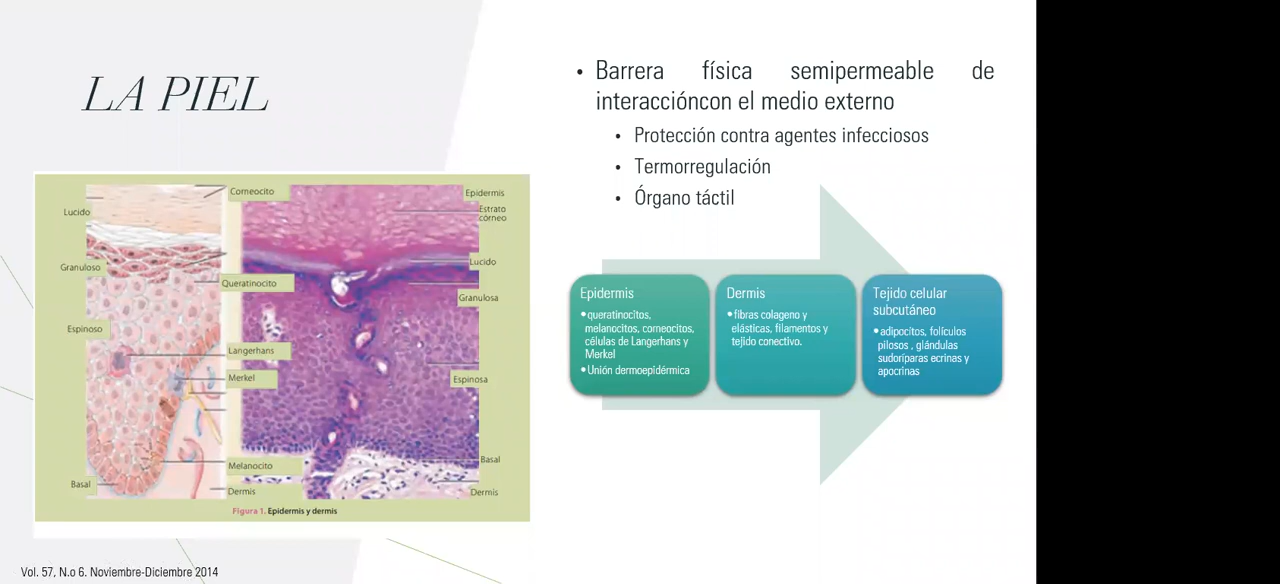 LA PIEL
• Barrera física semipermeable de
interaccióncon el medio externo
• Protección contra agentes infecciosos
• Termorregulación
• Órgano táctil
Corneocito
Lucido
Granuloso
Queratinocito
Espinoso
Langerhans
Merkel
Melanocito
Basal
Dermis
Epidermis
Estrato
córneo
Lucido
Granulosa
Espinosa
Basal
Dermis
Figura 1. Epidermis y dermis
Epidermis
•queratinocitos,
melanocitos, corneocitos,
células de Langerhans y
Merkel
•Unión dermoepidérmica
Dermis
•fibras colageno y
elásticas, filamentos y
tejido conectivo.
Tejido celular
subcutáneo
•adipocitos, folículos
pilosos , glándulas
sudoríparas ecrinas y
apocrinas
Vol. 57, N.o 6. Noviembre-Diciembre 2014